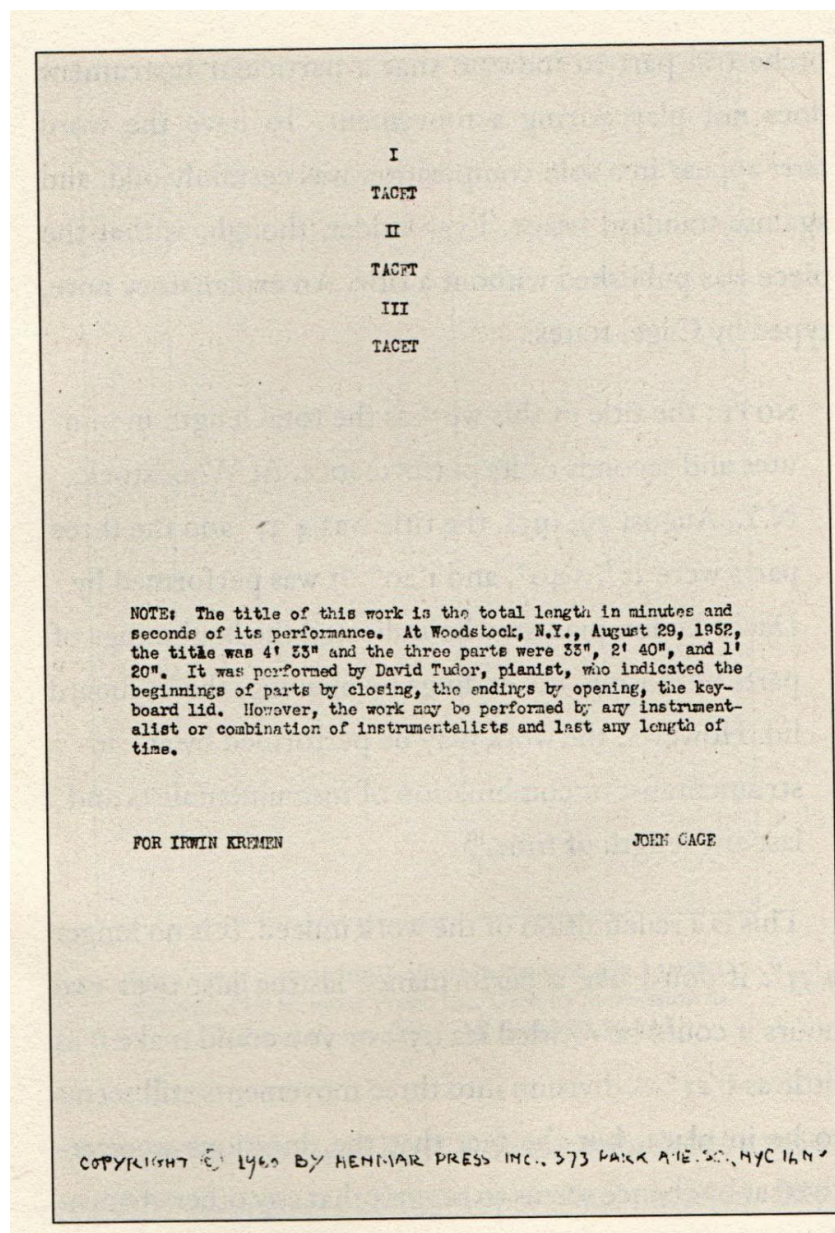 I
TACET
II
TACET
III
TACET
NOTE: The title of this work is the total length in minutes and
seconds of its performance. At Woodstock, N.Y., August 29, 1952,
the title was 4' 33" and the three parts were 33", 2' 40", and 1'
20". It was performed by David Tudor, pianist, who indicated the
beginnings of parts by closing, the endings by opening, the key-
board lid. However, the work may be performed by any instrument-
alist or combination of instrumentalists and last any length of
time.
FOR IRWIN KREMEN JOHN CAGE
COPYRIGHT © 1960 BY HENMAR PRESS INC., 373 PARK AVE. SO., NYC 16 N